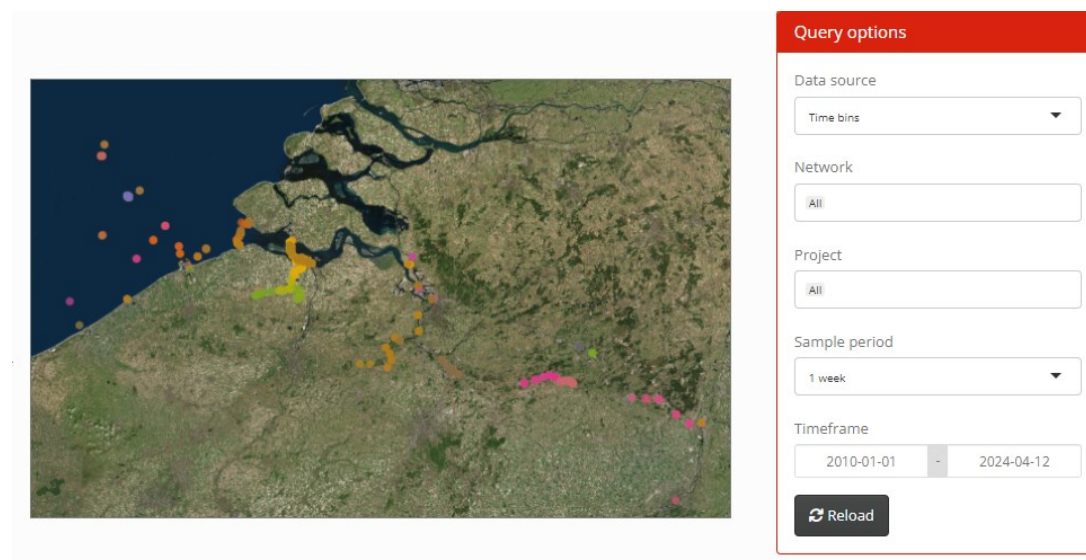 Query options
Data source
Time bins
Network
All
Project
All
Sample period
1 week
Timeframe
2010-01-01 - 2024-04-12
Reload